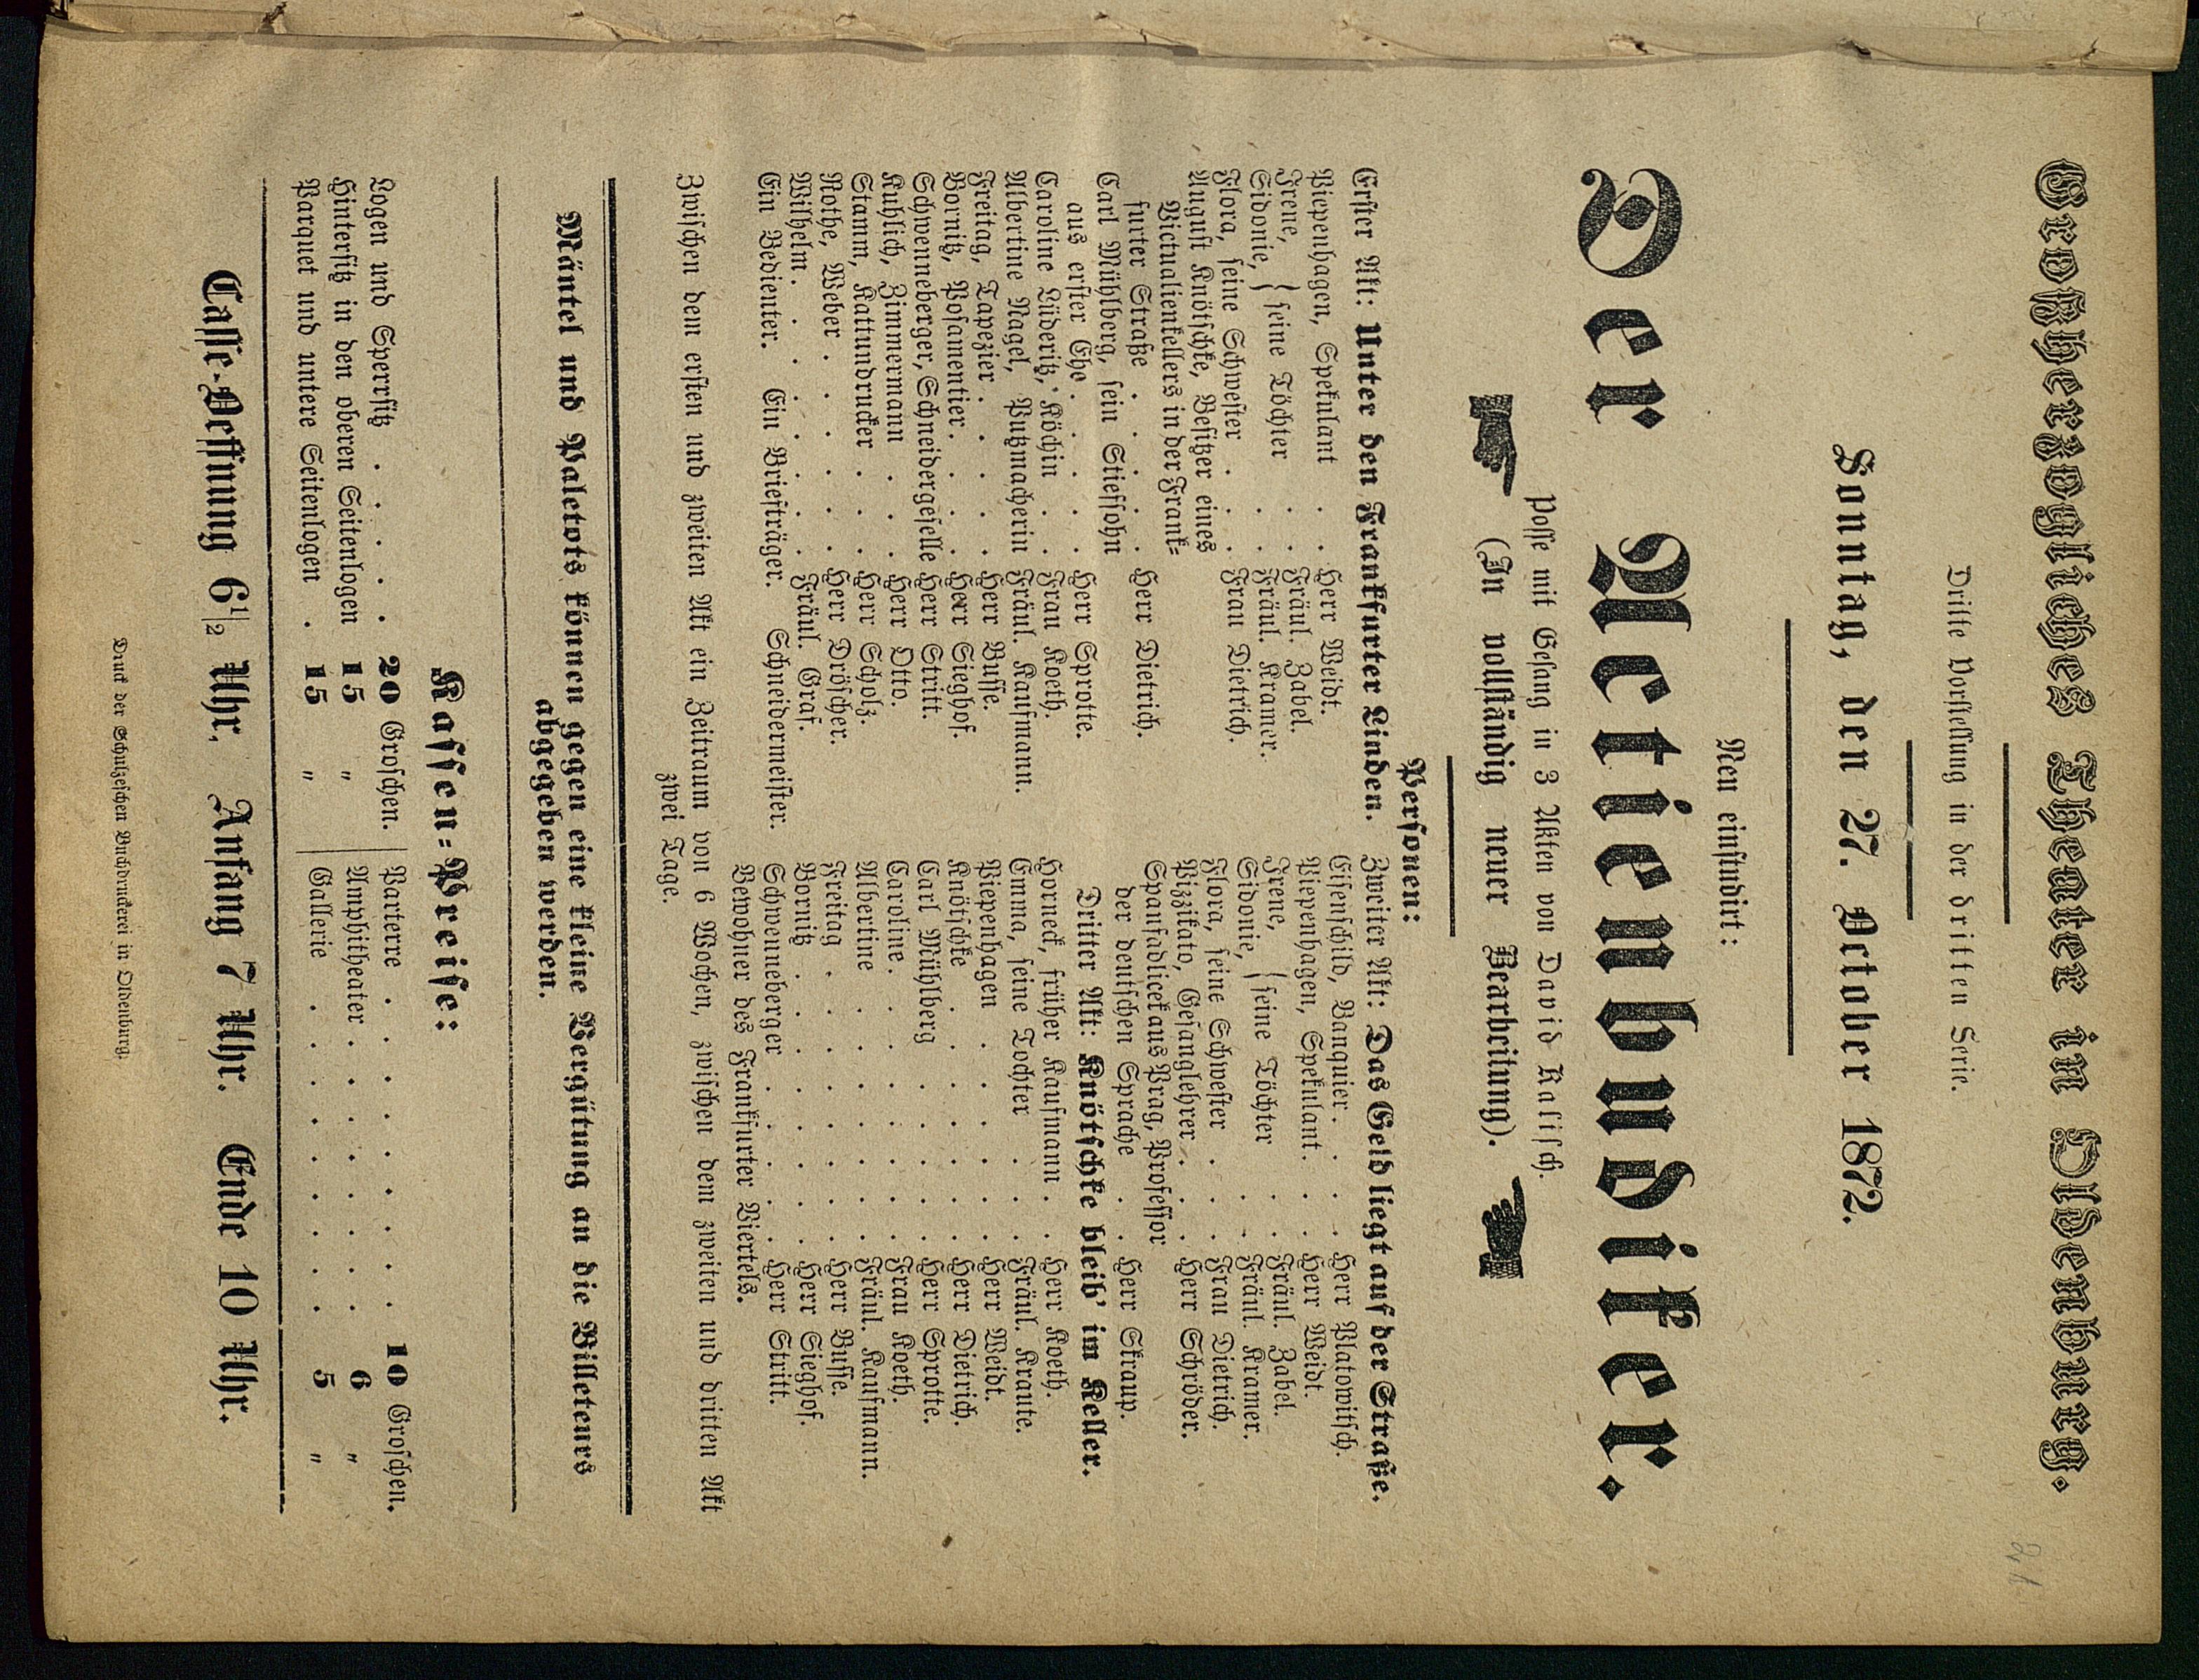 Großherzogliches Theater in Oldenburg.
Dritte Vorstellung in der dritten Serie.
Sonntag, den 27. October 1872.
Neu einstudirt:
Der Actienbudiker.
Posse mit Gesang in 3 Akten von David Kalisch.
(In vollständig neuer Bearbeitung).
Personen:
Erster Akt: Unter den Frankfurter Linden.
Piepenhagen, Spekulant . . Herr Weidt.
Irene, } seine Töchter . . Fräul. Zabel.
Sidonie, } . . Fräul. Kramer.
Flora, seine Schwester . . . Frau Dietrich.
August Knötschke, Besitzer eines
Victualienkellers in der Frank-
furter Straße . . . . Herr Dietrich.
Carl Mühlberg, sein Stiefsohn
aus erster Ehe . . . . Herr Sprotte.
Caroline Lüderitz, Köchin . . Frau Koeth.
Albertine Nagel, Putzmacherin Fräul. Kaufmann.
Freitag, Tapezier . . . . Herr Busse.
Bornitz, Posamentier . . . . Herr Sieghof.
Schwenneberger, Schneidergeselle Herr Stritt.
Kuhlich, Zimmermann . . . Herr Otto.
Stamm, Kattundrucker . . . Herr Scholz.
Rothe, Weber . . . . . Herr Dröscher.
Wilhelm . . . . . . . Fräul. Graf.
Ein Bedienter. Ein Briefträger. Schneidermeister.
Zweiter Akt: Das Geld liegt auf der Straße.
Eisenschild, Banquier . . . . Herr Platowitsch.
Piepenhagen, Spekulant . . . Herr Weidt.
Irene, } seine Töchter . . Fräul. Zabel.
Sidonie, } . . Fräul. Kramer.
Flora, seine Schwester . . . Frau Dietrich.
Pizzikato, Gesanglehrer . . . Herr Schröder.
Spanfadlicek aus Prag, Professor
der deutschen Sprache . . . Herr Skraup.
Dritter Akt: Knötschke bleib' im Keller.
Horneck, früher Kaufmann . . Herr Koeth.
Emma, seine Tochter . . . . Fräul. Kraute.
Piepenhagen . . . . . . Herr Weidt.
Knötschke . . . . . . . Herr Dietrich.
Carl Mühlberg . . . . . Herr Sprotte.
Caroline . . . . . . . Frau Koeth.
Albertine . . . . . . . Fräul. Kaufmann.
Freitag . . . . . . . . Herr Busse.
Bornitz . . . . . . . . Herr Sieghof.
Schwenneberger . . . . . Herr Stritt.
Bewohner des Frankfurter Viertels.
Zwischen dem ersten und zweiten Akt ein Zeitraum von 6 Wochen, zwischen dem zweiten und dritten Akt
zwei Tage.
Mäntel und Paletots können gegen eine kleine Vergütung an die Billeteurs
abgegeben werden.
Kassen-Preise:
Logen und Sperrsitz . . . . . 20 Groschen.
Hintersitz in den oberen Seitenlogen 15 "
Parquet und untere Seitenlogen . 15 "
Parterre . . . . . . . . . 10 Groschen.
Amphitheater . . . . . . . . 6 "
Gallerie . . . . . . . . . 5 "
Casse-Oeffnung 6½ Uhr. Anfang 7 Uhr. Ende 10 Uhr.
Druck der Schulzeschen Buchdruckerei in Oldenburg.
21